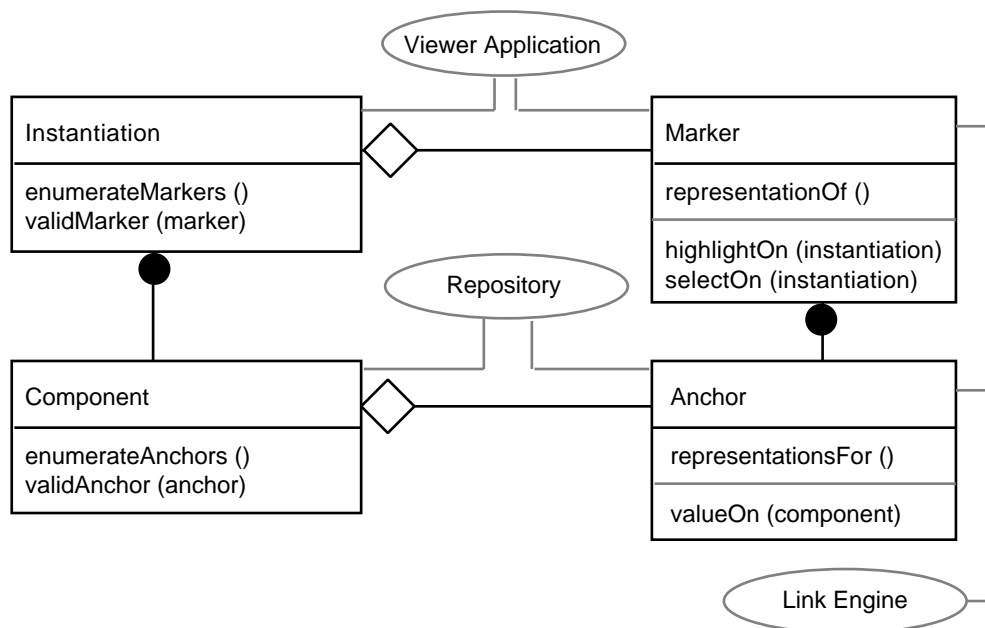 Viewer Application
Instantiation
enumerateMarkers ()
validMarker (marker)
Marker
representationOf ()
highlightOn (instantiation)
selectOn (instantiation)
Repository
Component
enumerateAnchors ()
validAnchor (anchor)
Anchor
representationsFor ()
valueOn (component)
Link Engine